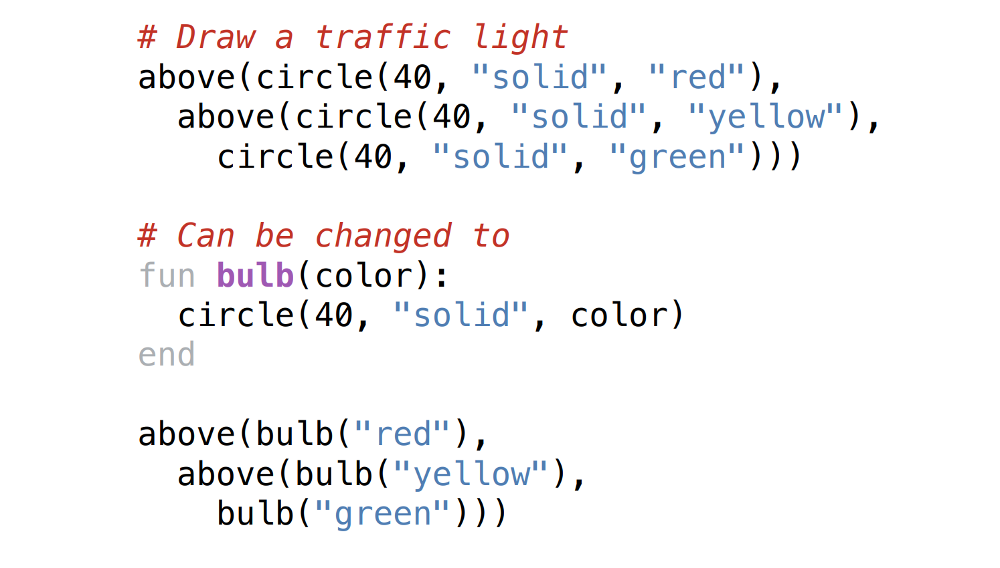 # Draw a traffic light
above(circle(40, "solid", "red"),
  above(circle(40, "solid", "yellow"),
    circle(40, "solid", "green")))

# Can be changed to
fun bulb(color):
  circle(40, "solid", color)
end

above(bulb("red"),
  above(bulb("yellow"),
    bulb("green")))